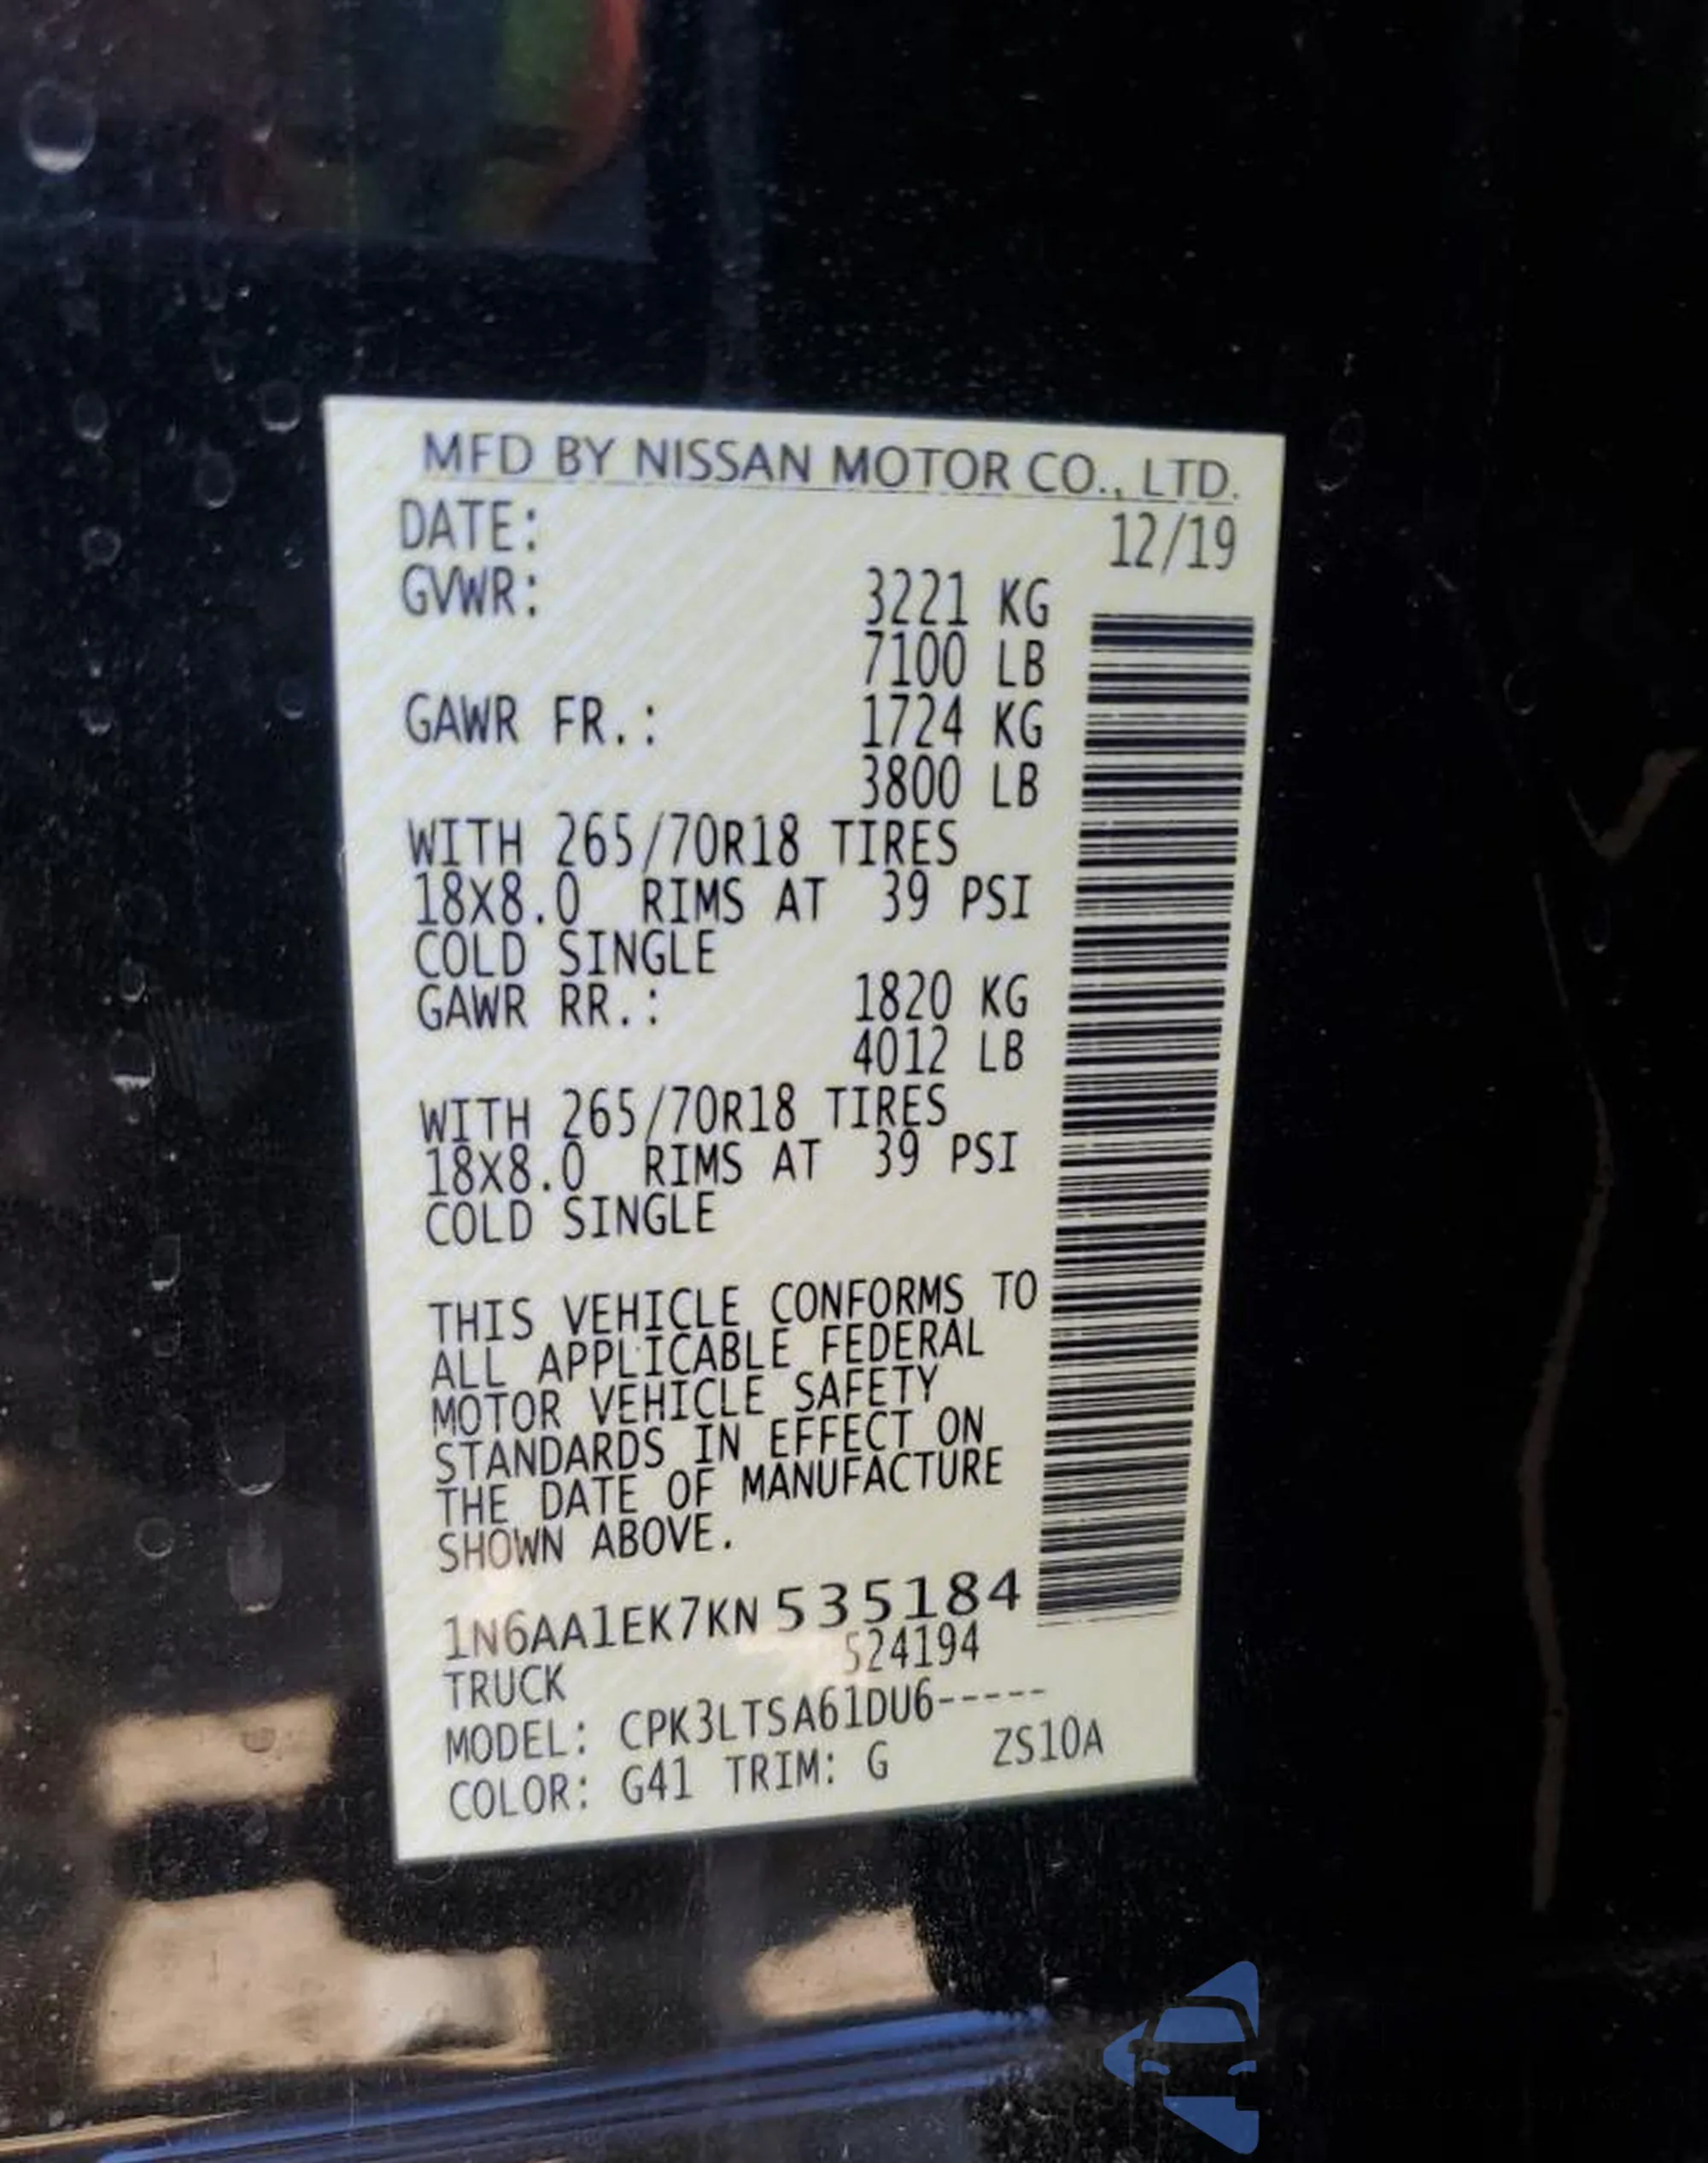 MFD BY NISSAN MOTOR CO., LTD.
DATE: 12/19
GVWR: 3221 KG
7100 LB
GAWR FR.: 1724 KG
3800 LB
WITH 265/70R18 TIRES
18X8.0 RIMS AT 39 PSI
COLD SINGLE
GAWR RR.: 1820 KG
4012 LB
WITH 265/70R18 TIRES
18X8.0 RIMS AT 39 PSI
COLD SINGLE
THIS VEHICLE CONFORMS TO
ALL APPLICABLE FEDERAL
MOTOR VEHICLE SAFETY
STANDARDS IN EFFECT ON
THE DATE OF MANUFACTURE
SHOWN ABOVE.
1N6AA1EK7KN535184
TRUCK 524194
MODEL: CPK3LTSA61DU6-----
COLOR: G41 TRIM: G ZS10A